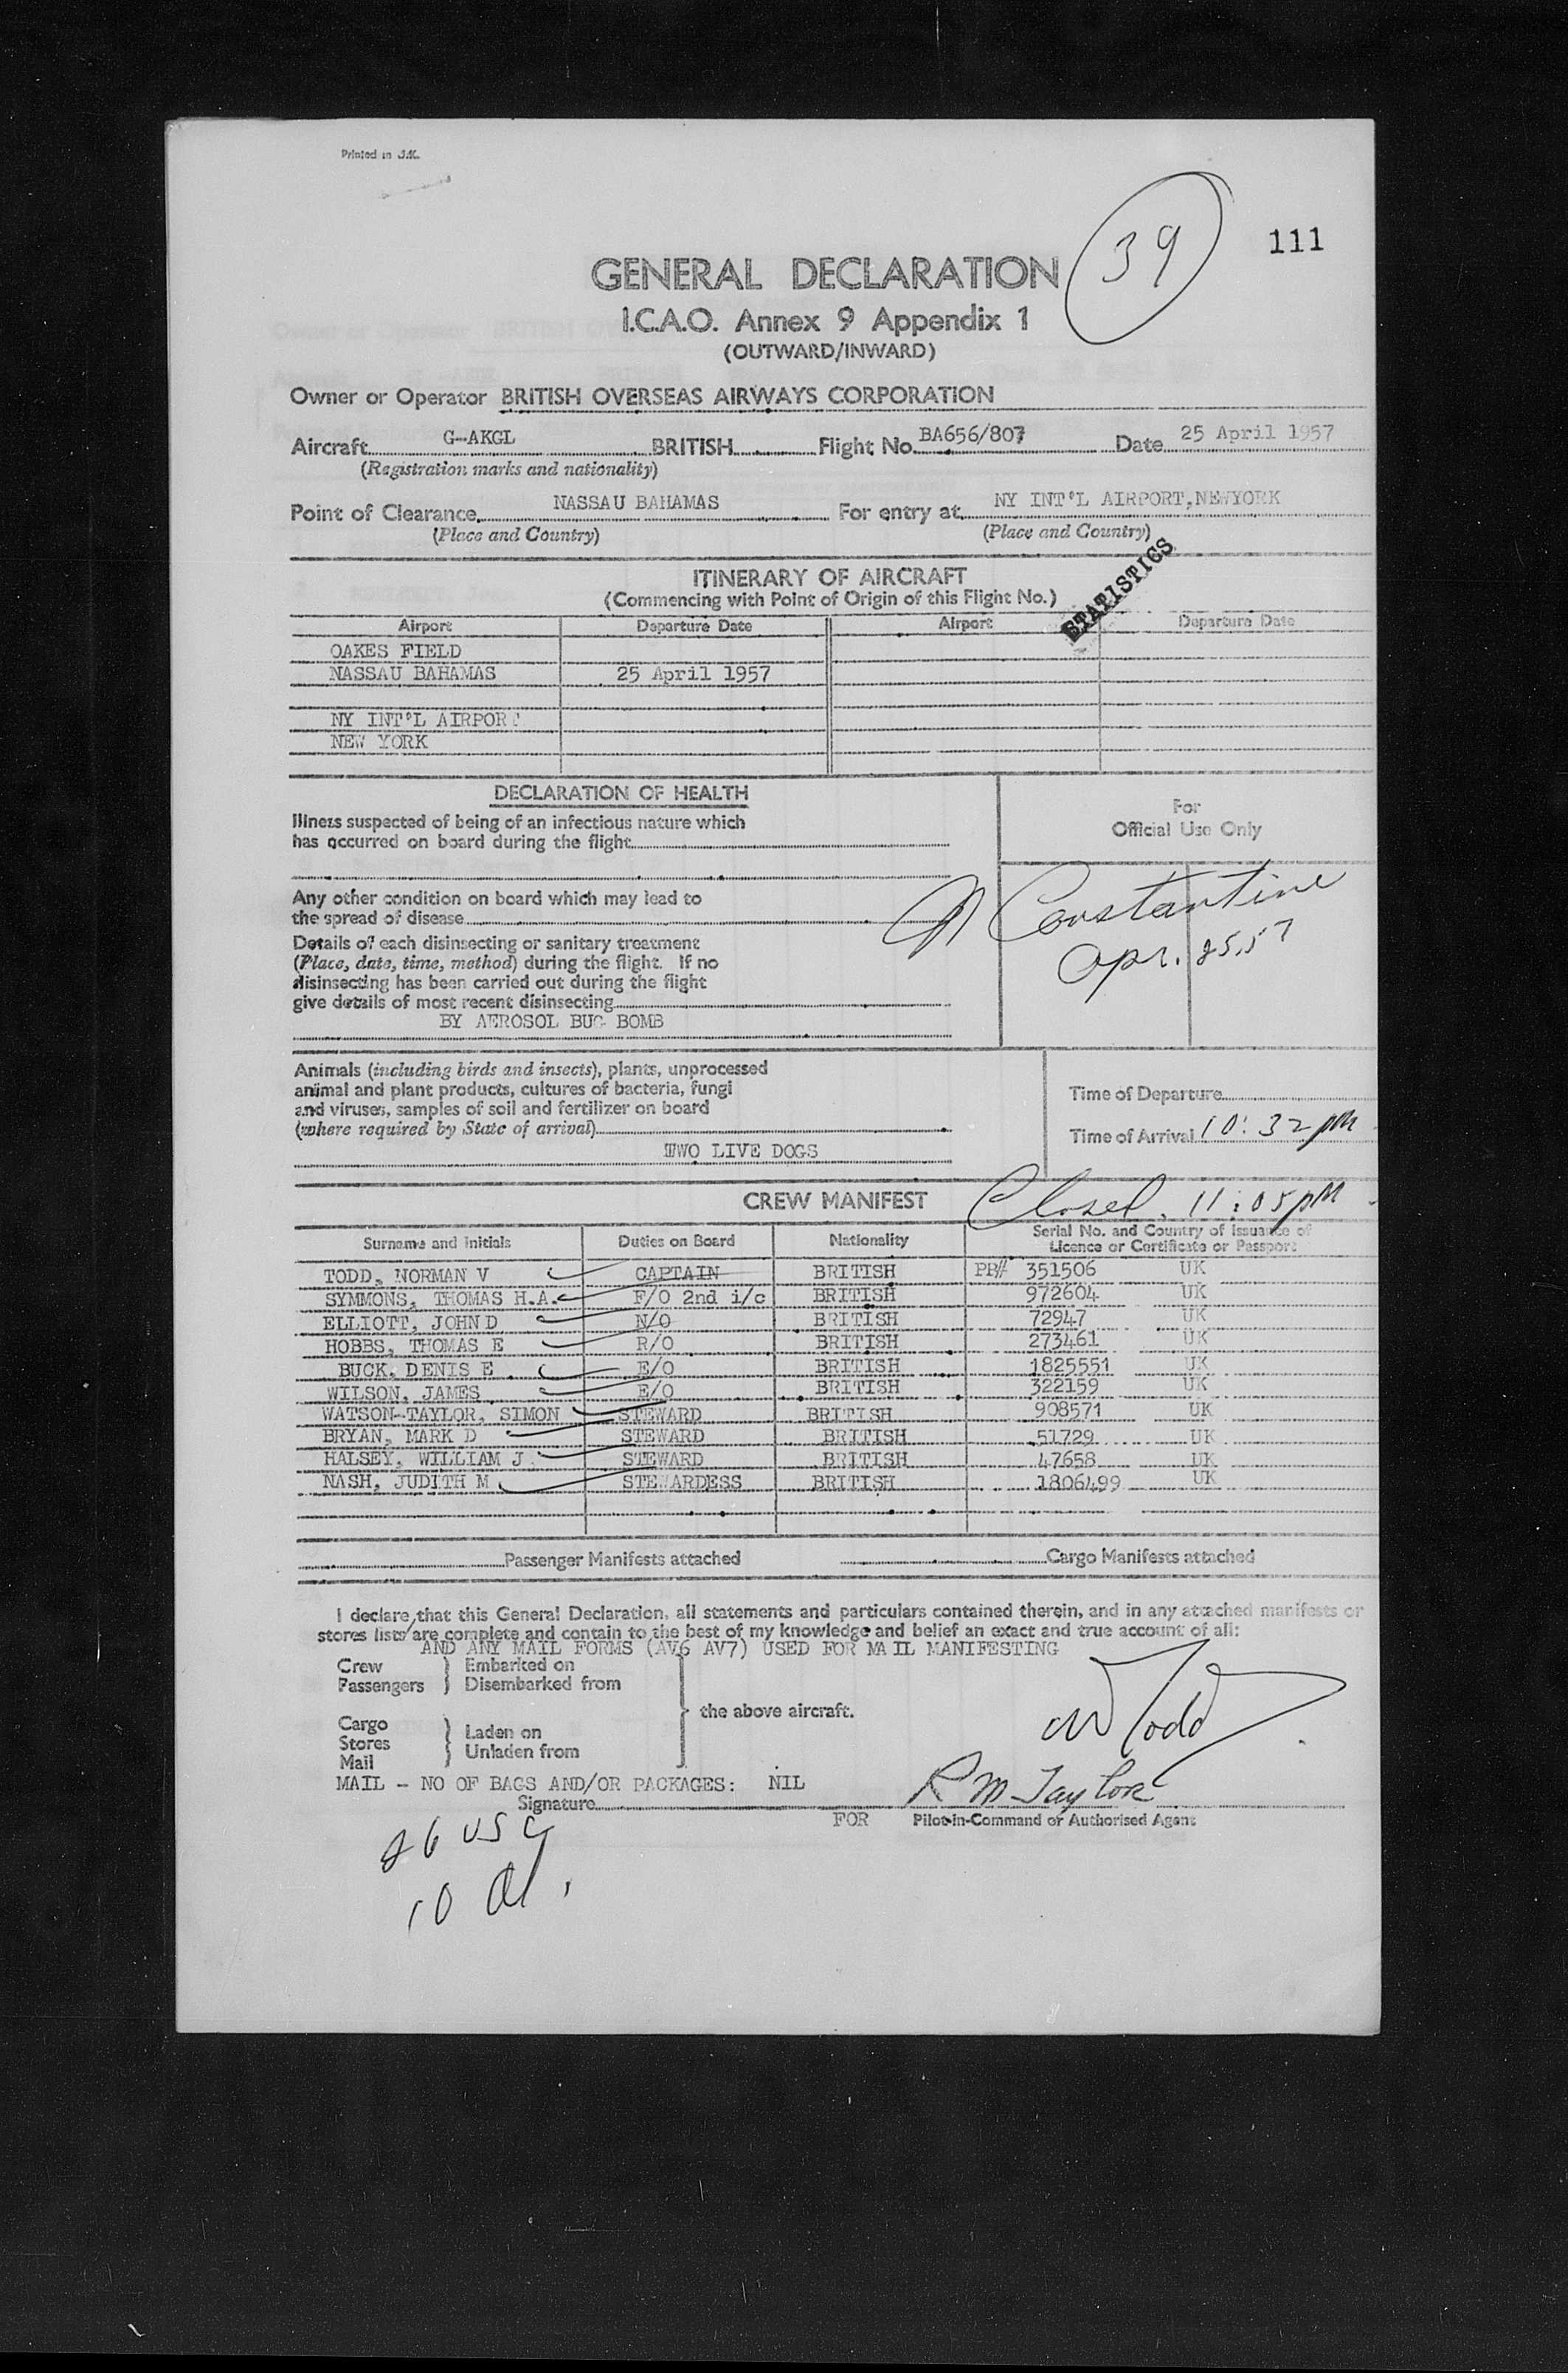 Printed in U.K.
39
111
GENERAL DECLARATION
I.C.A.O. Annex 9 Appendix 1
(OUTWARD/INWARD)
Owner or Operator BRITISH OVERSEAS AIRWAYS CORPORATION
Aircraft G-AKGL BRITISH Flight No. BA656/807 Date 25 April 1957
(Registration marks and nationality)
Point of Clearance NASSAU BAHAMAS For entry at NY INT'L AIRPORT,NEWYORK
(Place and Country) (Place and Country)
STATISTICS
ITINERARY OF AIRCRAFT
(Commencing with Point of Origin of this Flight No.)
Airport Departure Date Airport Departure Date
OAKES FIELD
NASSAU BAHAMAS 25 April 1957
NY INT'L AIRPORT
NEW YORK
DECLARATION OF HEALTH
Illness suspected of being of an infectious nature which
has occurred on board during the flight
Any other condition on board which may lead to
the spread of disease
Details of each disinsecting or sanitary treatment
(Place, date, time, method) during the flight. If no
disinsecting has been carried out during the flight
give details of most recent disinsecting
BY AEROSOL BUG BOMB
For
Official Use Only
Constantine
Apr. 25,57
Animals (including birds and insects), plants, unprocessed
animal and plant products, cultures of bacteria, fungi
and viruses, samples of soil and fertilizer on board
(where required by State of arrival)
TWO LIVE DOGS
Time of Departure
Time of Arrival 10:32 PM
CREW MANIFEST Closed. 11:05 PM
Surname and Initials Duties on Board Nationality Serial No. and Country of Issuance of
Licence or Certificate or Passport
TODD, NORMAN V CAPTAIN BRITISH PP# 351506 UK
SYMMONS, THOMAS H.A. F/O 2nd i/c BRITISH 972604 UK
ELLIOTT, JOHN D N/O BRITISH 72947 UK
HOBBS, THOMAS E R/O BRITISH 273461 UK
BUCK, DENIS E E/O BRITISH 1825551 UK
WILSON, JAMES E/O BRITISH 322159 UK
WATSON-TAYLOR, SIMON STEWARD BRITISH 908571 UK
BRYAN, MARK D STEWARD BRITISH 51729 UK
HALSEY, WILLIAM J STEWARD BRITISH 47658 UK
NASH, JUDITH M STEWARDESS BRITISH 1806499 UK
Passenger Manifests attached Cargo Manifests attached
I declare that this General Declaration, all statements and particulars contained therein, and in any attached manifests or
stores lists are complete and contain to the best of my knowledge and belief an exact and true account of all:
AND ANY MAIL FORMS (AV6 AV7) USED FOR MAIL MANIFESTING
Crew Embarked on
Passengers Disembarked from
the above aircraft.
Cargo
Stores Laden on
Mail Unladen from
N Todd
MAIL - NO OF BAGS AND/OR PACKAGES: NIL
R M Taylor
Signature
FOR Pilot-in-Command or Authorised Agent
26 USC
10 Al.